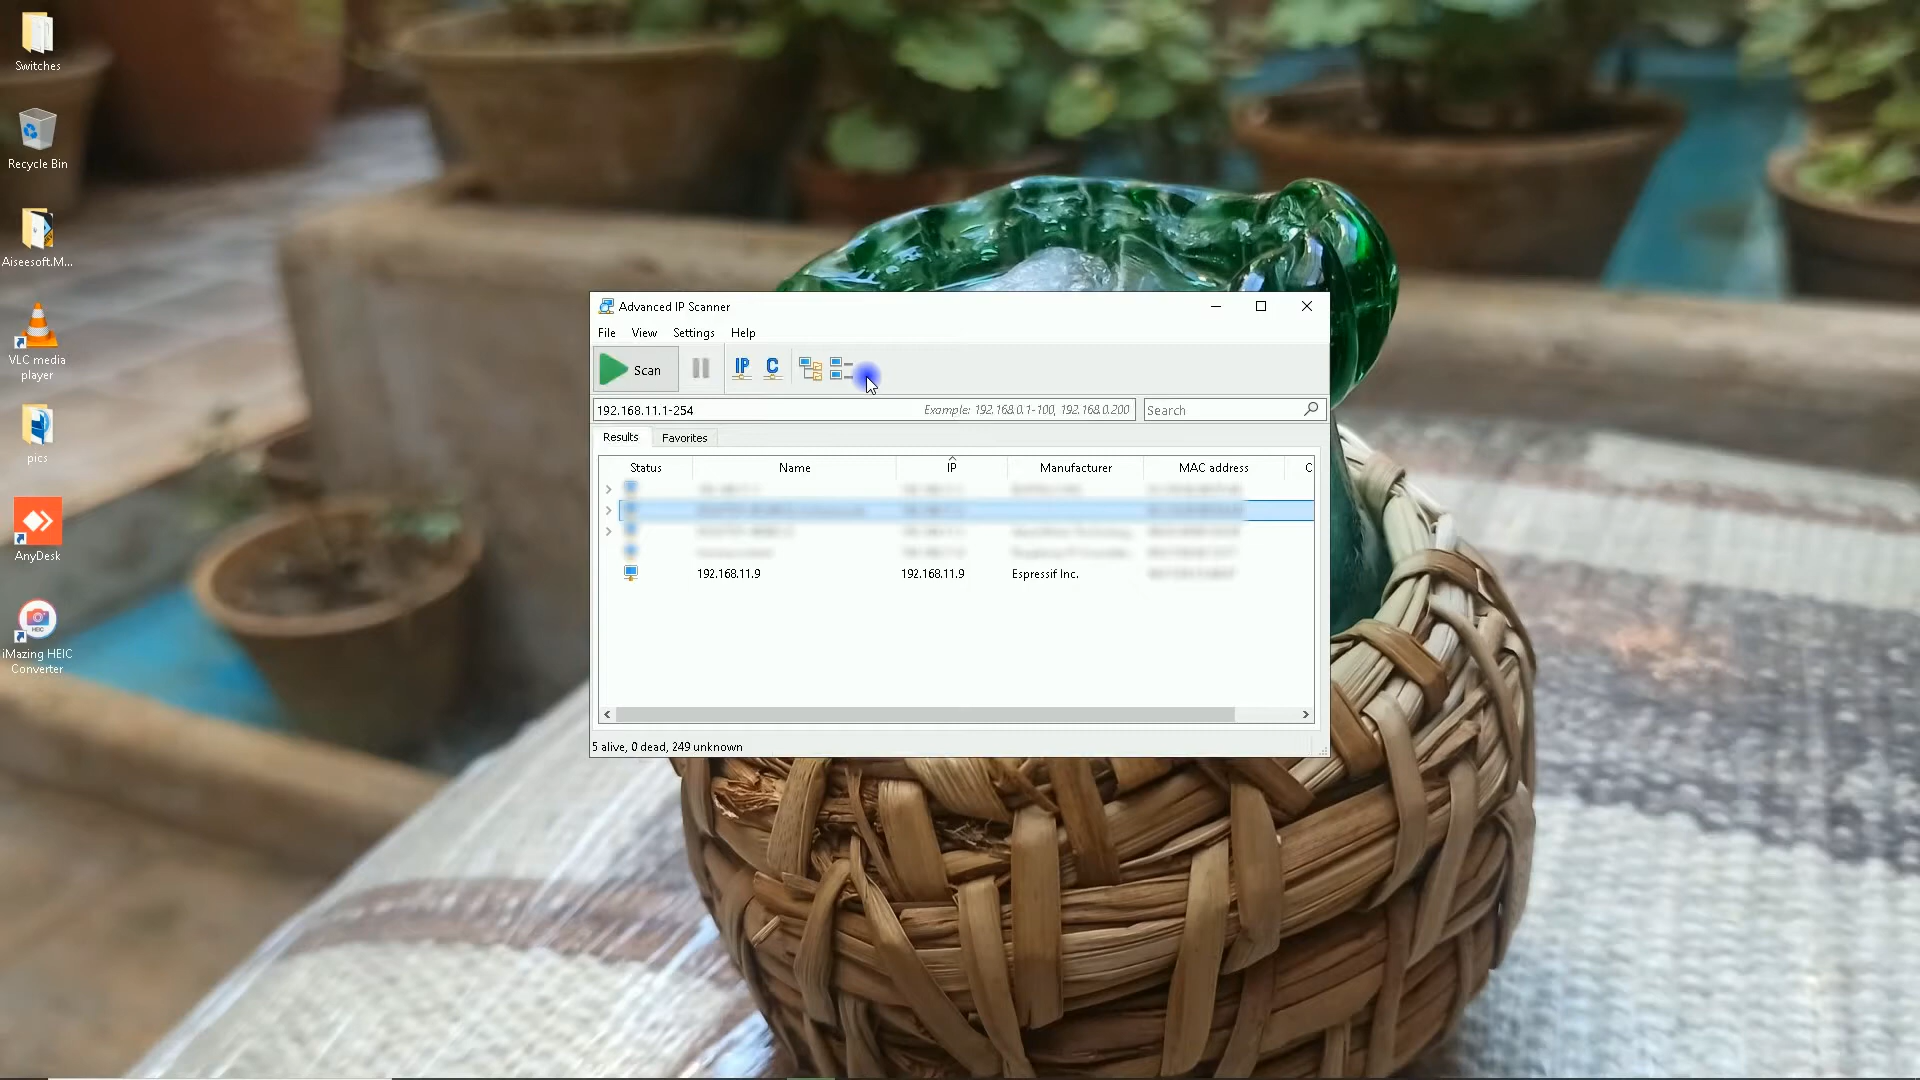 Switches
Recycle Bin
Aiseesoft.M...
VLC media
player
pics
AnyDesk
HEIC
iMazing HEIC
Converter
Advanced IP Scanner
File View Settings Help
Scan IP C
192.168.11.1-254 Example: 192.168.0.1-100, 192.168.0.200 Search
Results Favorites
Status Name IP Manufacturer MAC address C
192.168.11.9 192.168.11.9 Espressif Inc.
5 alive, 0 dead, 249 unknown